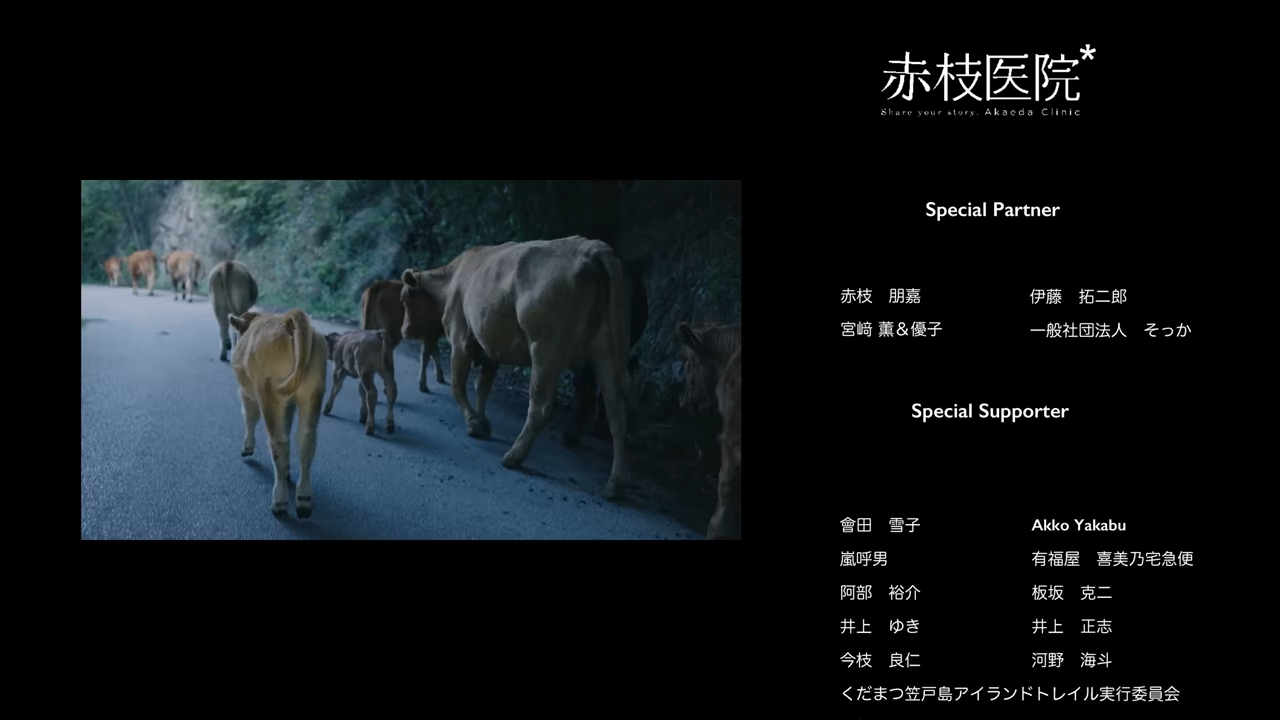 赤枝医院*
Share your story. Akaeda Clinic
Special Partner
赤枝　朋嘉　伊藤　拓二郎
宮﨑 薫＆優子　一般社団法人　そっか
Special Supporter
會田　雪子　Akko Yakabu
嵐呼男　有福屋　喜美乃宅急便
阿部　裕介　板坂　克二
井上　ゆき　井上　正志
今枝　良仁　河野　海斗
くだまつ笠戸島アイランドトレイル実行委員会